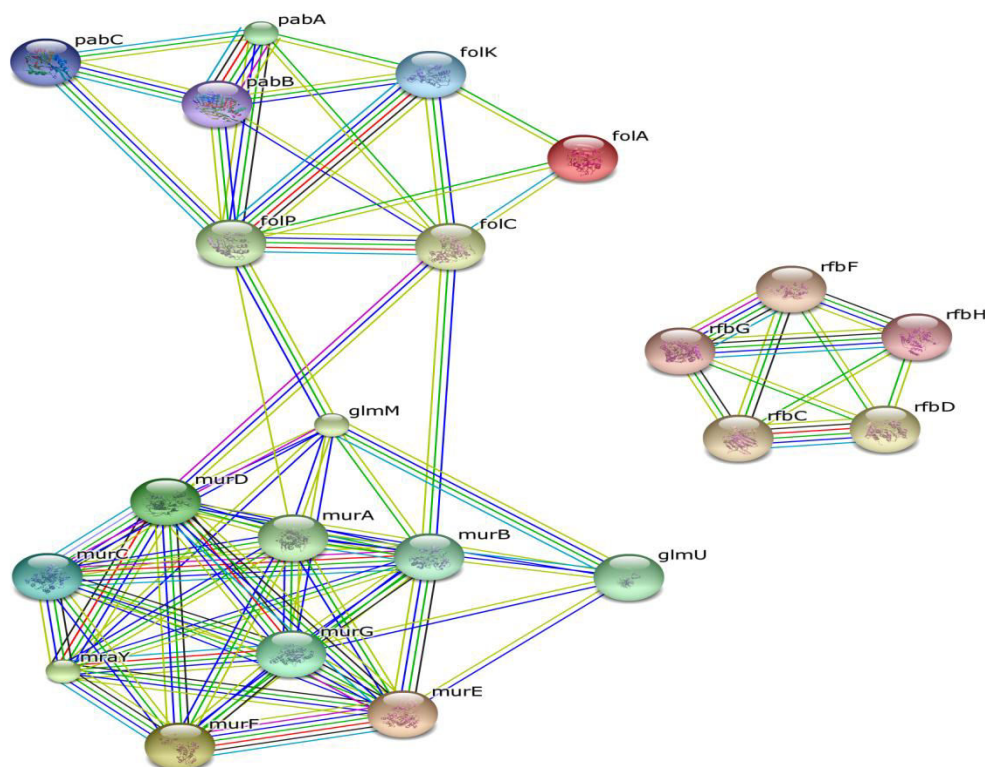 pabA
pabC
folK
pabB
folA
folP
folC
rfbF
rfbH
rfbG
rfbC
rfbD
glmM
murD
murA
murB
murC
glmU
murG
mraY
murE
murF